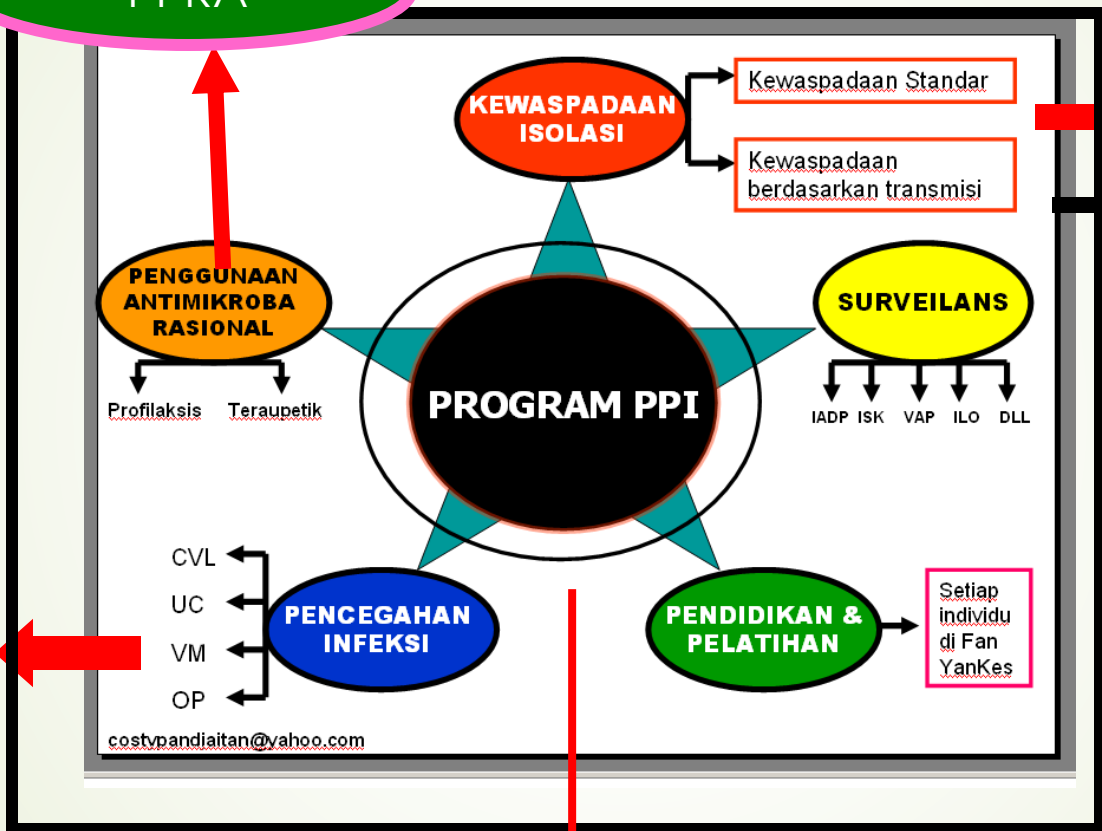 KEWASPADAAN
ISOLASI
Kewaspadaan Standar
Kewaspadaan
berdasarkan transmisi
PENGGUNAAN
ANTIMIKROBA
RASIONAL
Profilaksis Teraupetik
SURVEILANS
IADP ISK VAP ILO DLL
PROGRAM PPI
CVL
UC
VM
OP
PENCEGAHAN
INFEKSI
PENDIDIKAN &
PELATIHAN
Setiap
individu
di Fan
YanKes
costypandjaitan@yahoo.com